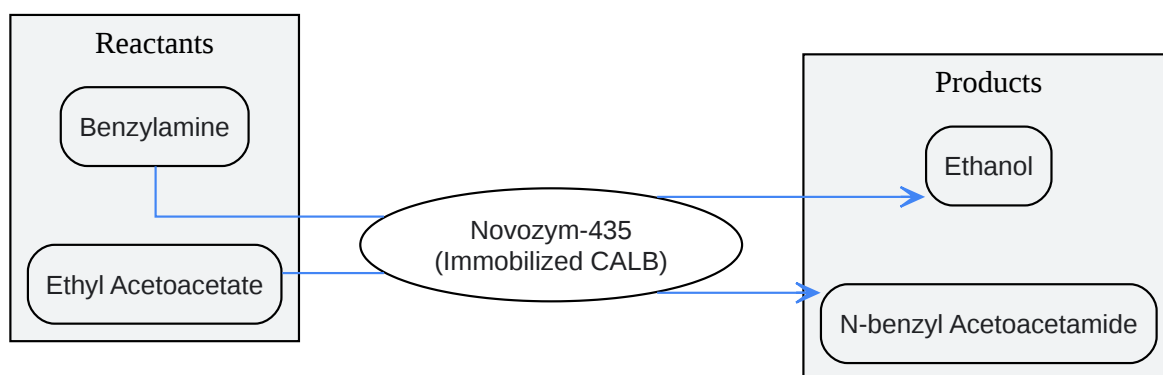 Reactants
Benzylamine
Ethyl Acetoacetate
Novozym-435
(Immobilized CALB)
Products
Ethanol
N-benzyl Acetoacetamide